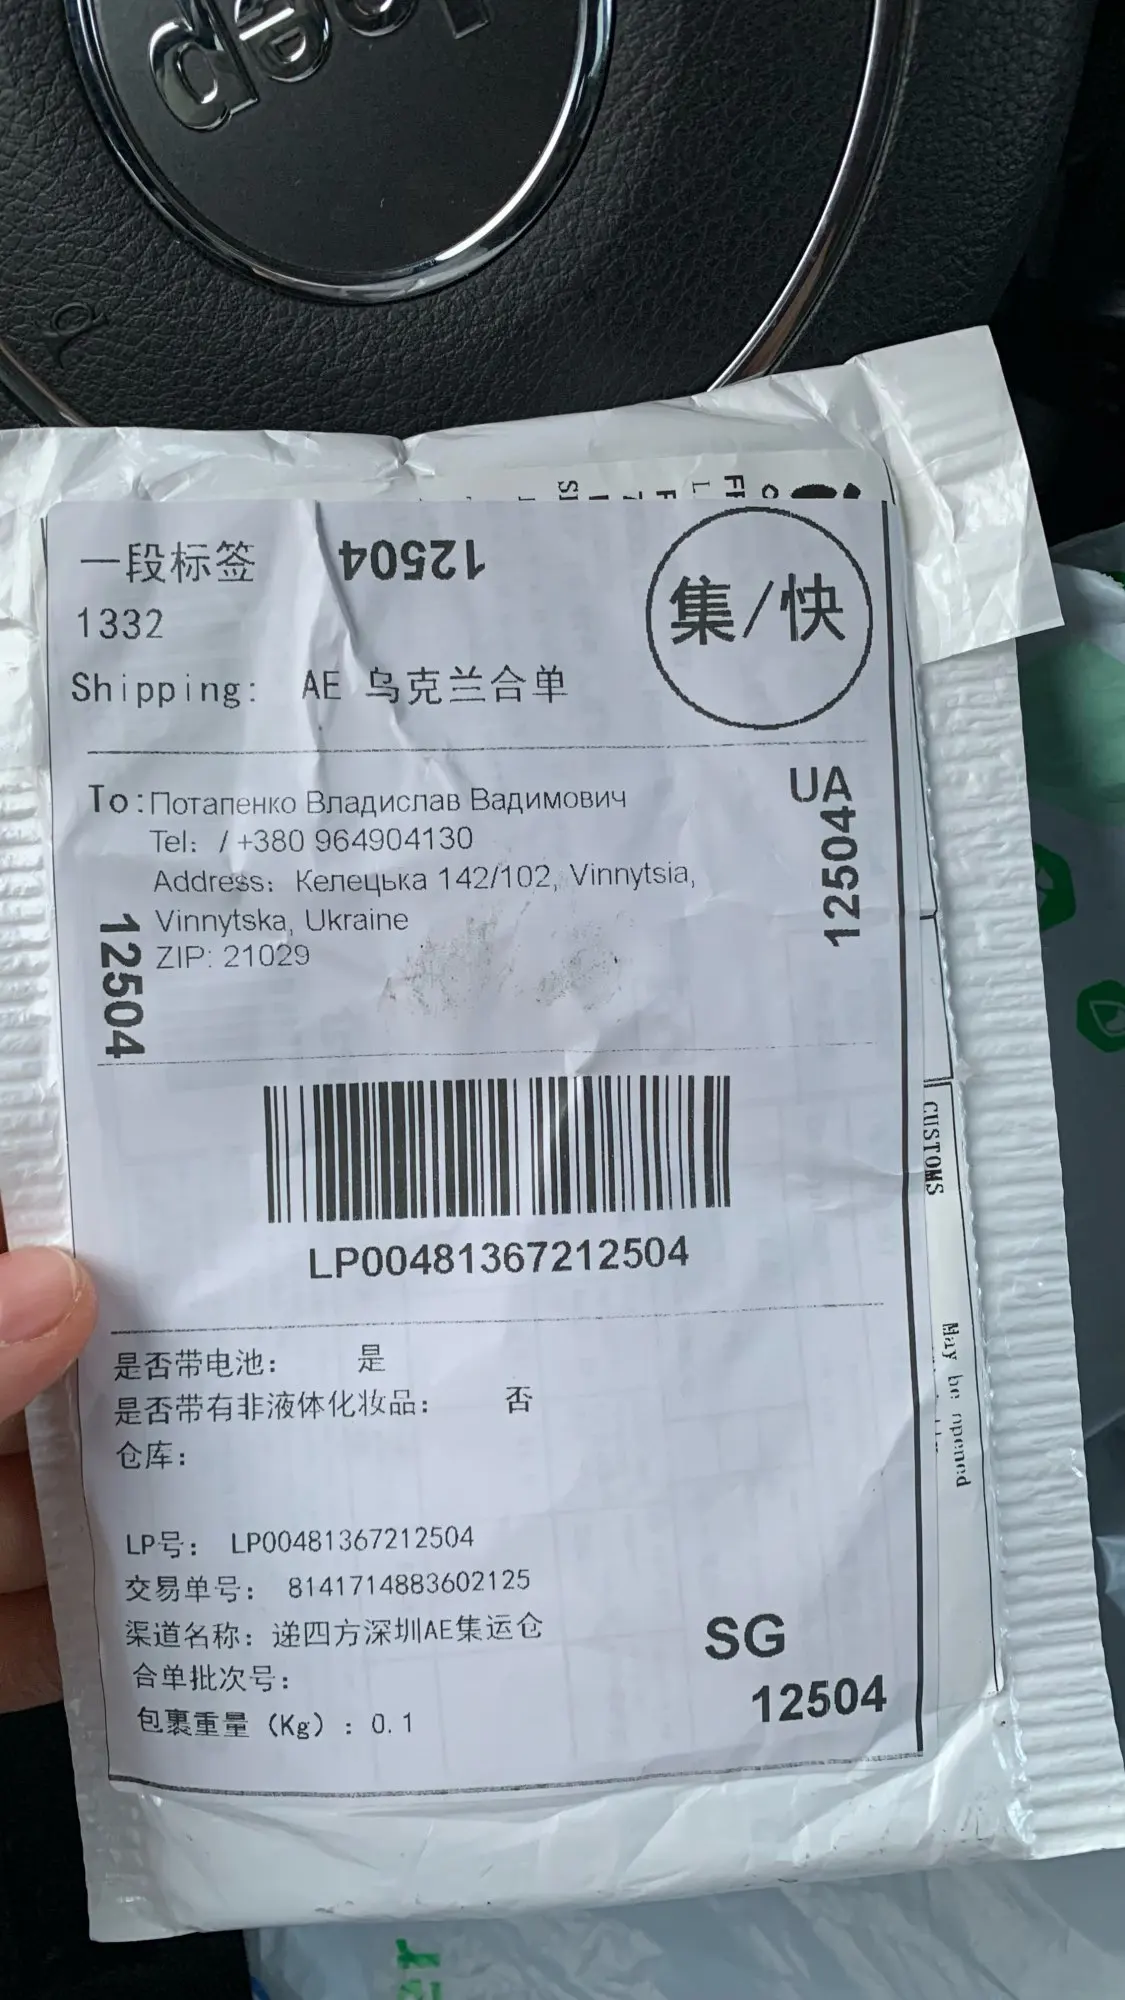 Jeep
一段标签
12504
集/快
1332
Shipping: AE 乌克兰合单
To:Потапенко Владислав Вадимович
UA
Tel: / +380 964904130
12504
Address: Келецька 142/102, Vinnytsia,
Vinnytska, Ukraine
12504
ZIP: 21029
LP00481367212504
CUSTOMS
May be opened
是否带电池: 是
是否带有非液体化妆品: 否
仓库:
LP号: LP00481367212504
交易单号: 8141714883602125
渠道名称: 递四方深圳AE集运仓
SG
合单批次号:
12504
包裹重量 (Kg) : 0.1